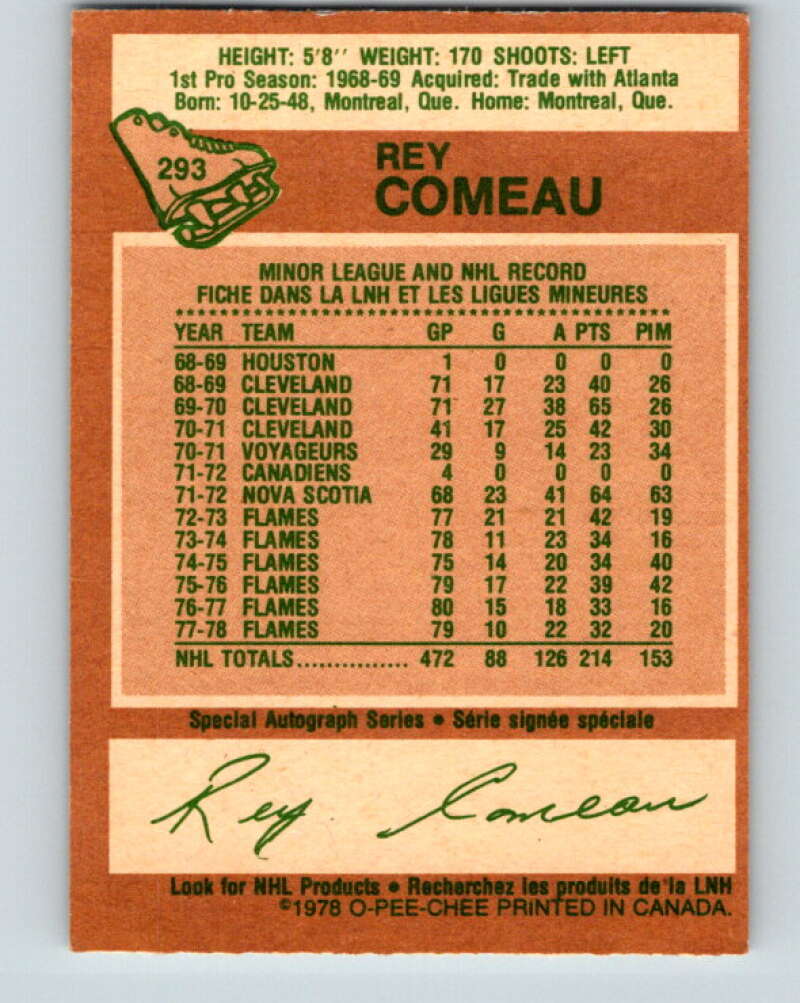 HEIGHT: 5'8'' WEIGHT: 170 SHOOTS: LEFT
1st Pro Season: 1968-69 Acquired: Trade with Atlanta
Born: 10-25-48, Montreal, Que. Home: Montreal, Que.
293
REY
COMEAU
MINOR LEAGUE AND NHL RECORD
FICHE DANS LA LNH ET LES LIGUES MINEURES
YEAR TEAM GP G A PTS PIM
68-69 HOUSTON 1 0 0 0 0
68-69 CLEVELAND 71 17 23 40 26
69-70 CLEVELAND 71 27 38 65 26
70-71 CLEVELAND 41 17 25 42 30
70-71 VOYAGEURS 29 9 14 23 34
71-72 CANADIENS 4 0 0 0 0
71-72 NOVA SCOTIA 68 23 41 64 63
72-73 FLAMES 77 21 21 42 19
73-74 FLAMES 78 11 23 34 16
74-75 FLAMES 75 14 20 34 40
75-76 FLAMES 79 17 22 39 42
76-77 FLAMES 80 15 18 33 16
77-78 FLAMES 79 10 22 32 20
NHL TOTALS............... 472 88 126 214 153
Special Autograph Series • Série signée spéciale
Rey Comeau
Look for NHL Products • Recherchez les produits de la LNH
©1978 O-PEE-CHEE PRINTED IN CANADA.